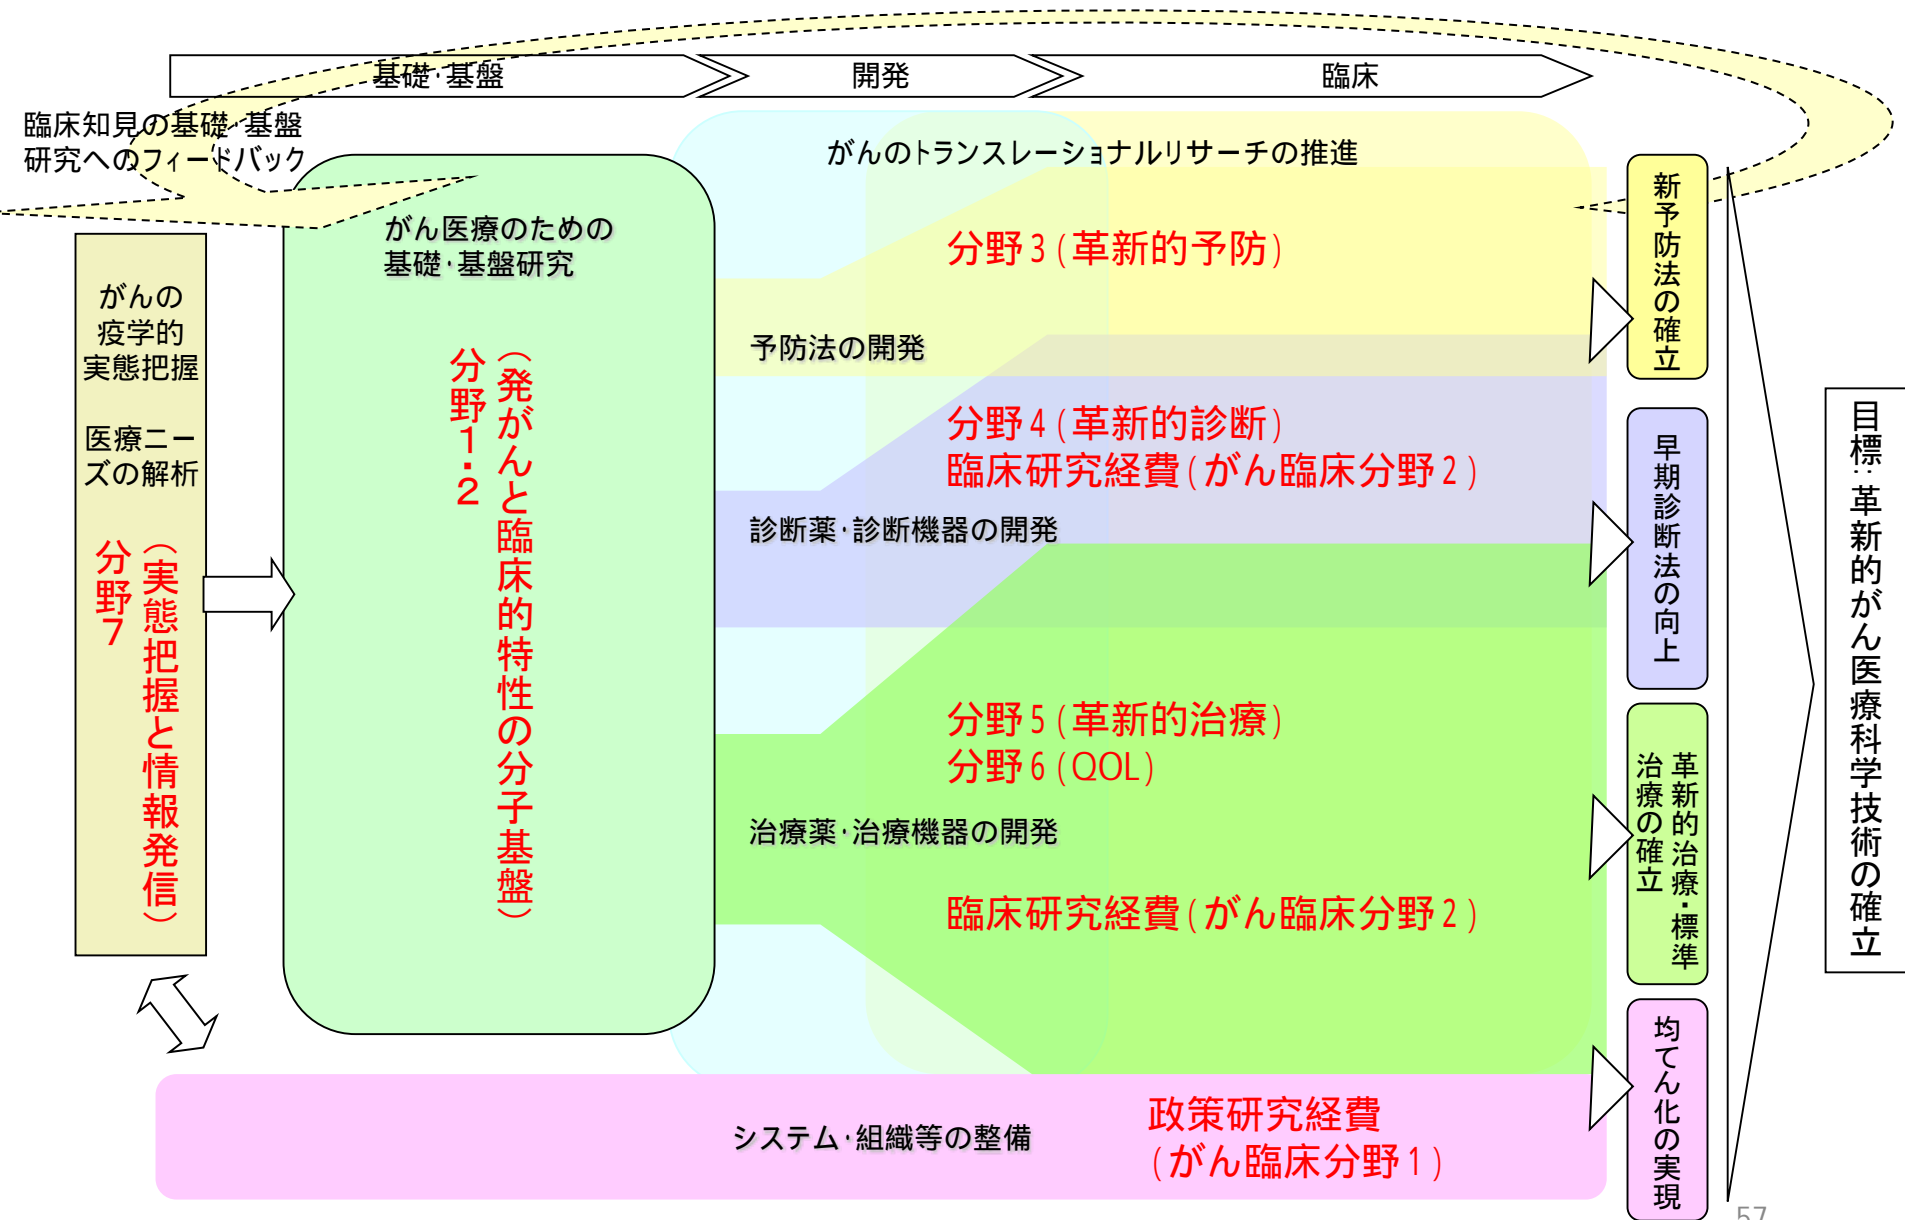 基礎・基盤
開発
臨床
臨床知見の基礎・基盤
研究へのフィードバック
がんのトランスレーショナルリサーチの推進
がん医療のための
基礎・基盤研究
分野1・2
（発がんと臨床的特性の分子基盤）
がんの
疫学的
実態把握
医療ニー
ズの解析
分野7
（実態把握と情報発信）
分野3(革新的予防)
予防法の開発
分野4(革新的診断)
臨床研究経費(がん臨床分野2)
診断薬・診断機器の開発
分野5(革新的治療)
分野6(QOL)
治療薬・治療機器の開発
臨床研究経費(がん臨床分野2)
システム・組織等の整備
政策研究経費
(がん臨床分野1)
新予防法の確立
早期診断法の向上
革新的治療・標準
治療の確立
均てん化の実現
目標：革新的がん医療科学技術の確立
57